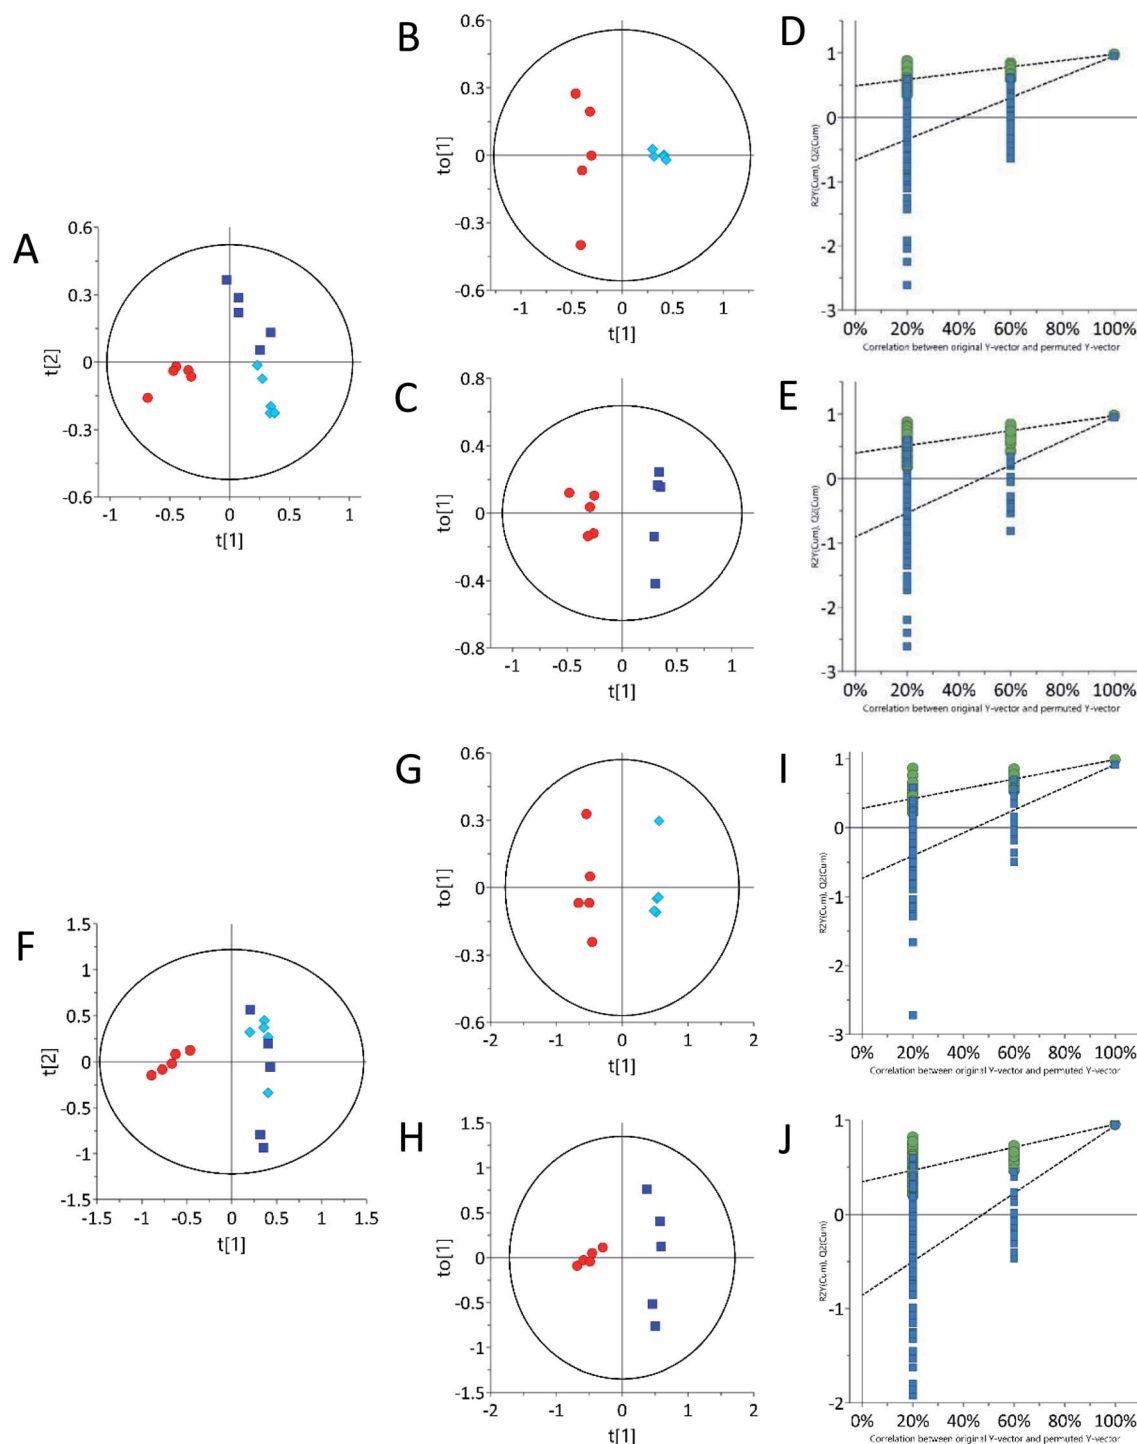 A
0.6
0.3
0
-0.3
-0.6
t[2]
-1 -0.5 0 0.5 1
t[1]
B
0.6
0.3
0
-0.3
-0.6
to[1]
-1 -0.5 0 0.5 1
t[1]
D
1
0
-1
-2
-3
R2Y(Cum), Q2(Cum)
0% 20% 40% 60% 80% 100%
Correlation between original Y-vector and permuted Y-vector
C
0.8
0.4
0
-0.4
-0.8
to[1]
-1 -0.5 0 0.5 1
t[1]
E
1
0
-1
-2
-3
R2Y(Cum), Q2(Cum)
0% 20% 40% 60% 80% 100%
Correlation between original Y-vector and permuted Y-vector
F
1.5
1
0.5
0
-0.5
-1
-1.5
t[2]
-1.5 -1 -0.5 0 0.5 1 1.5
t[1]
G
0.6
0.3
0
-0.3
-0.6
to[1]
-2 -1 0 1 2
t[1]
I
1
0
-1
-2
-3
R2Y(Cum), Q2(Cum)
0% 20% 40% 60% 80% 100%
Correlation between original Y-vector and permuted Y-vector
H
1.5
1
0.5
0
-0.5
-1
-1.5
to[1]
-2 -1 0 1 2
t[1]
J
1
0
-1
-2
R2Y(Cum), Q2(Cum)
0% 20% 40% 60% 80% 100%
Correlation between original Y-vector and permuted Y-vector